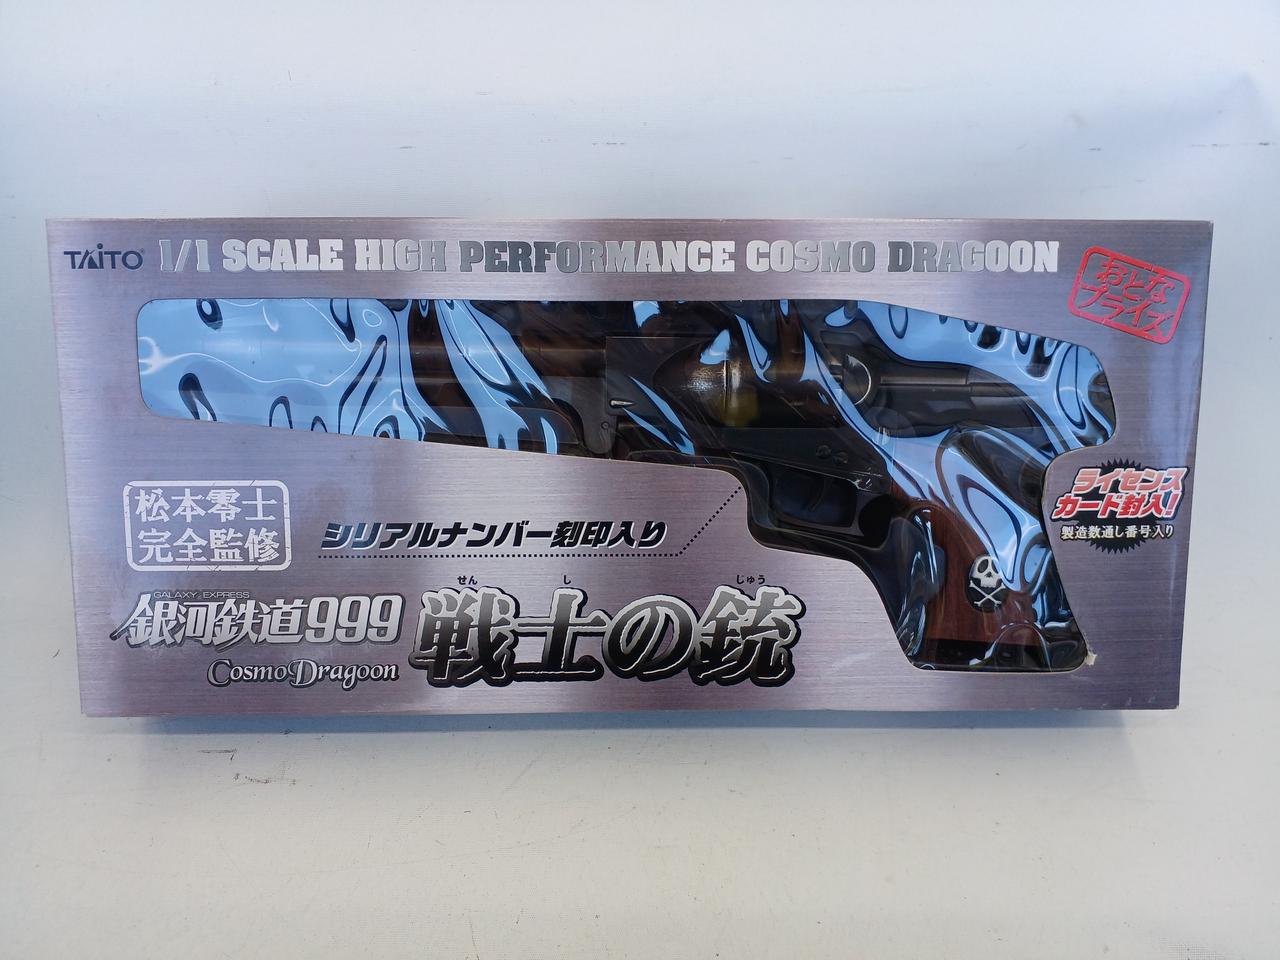 TAITO® 1/1 SCALE HIGH PERFORMANCE COSMO DRAGOON
おとな
プライズ
ライセンス
カード封入!
製造数通し番号入り
松本零士
完全監修
シリアルナンバー刻印入り
GALAXY EXPRESS
銀河鉄道999
Cosmo Dragoon
せん し じゅう
戦士の銃